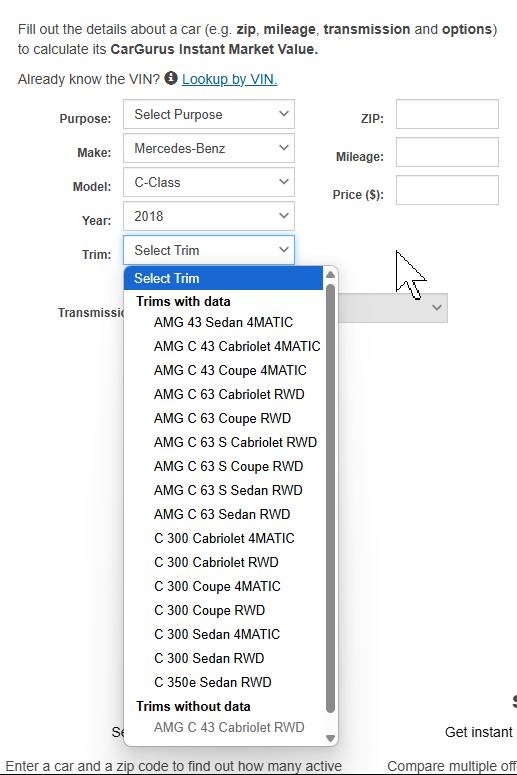 Fill out the details about a car (e.g. zip, mileage, transmission and options)
to calculate its CarGurus Instant Market Value.
Already know the VIN? Lookup by VIN.
Purpose: Select Purpose ZIP:
Make: Mercedes-Benz
Mileage:
Model: C-Class
Price ($):
Year: 2018
Trim: Select Trim
Select Trim
Trims with data
Transmissio
AMG 43 Sedan 4MATIC
AMG C 43 Cabriolet 4MATIC
AMG C 43 Coupe 4MATIC
AMG C 63 Cabriolet RWD
AMG C 63 Coupe RWD
AMG C 63 S Cabriolet RWD
AMG C 63 S Coupe RWD
AMG C 63 S Sedan RWD
AMG C 63 Sedan RWD
C 300 Cabriolet 4MATIC
C 300 Cabriolet RWD
C 300 Coupe 4MATIC
C 300 Coupe RWD
C 300 Sedan 4MATIC
C 300 Sedan RWD
C 350e Sedan RWD
Trims without data
AMG C 43 Cabriolet RWD
Get instant
Enter a car and a zip code to find out how many active
Compare multiple off